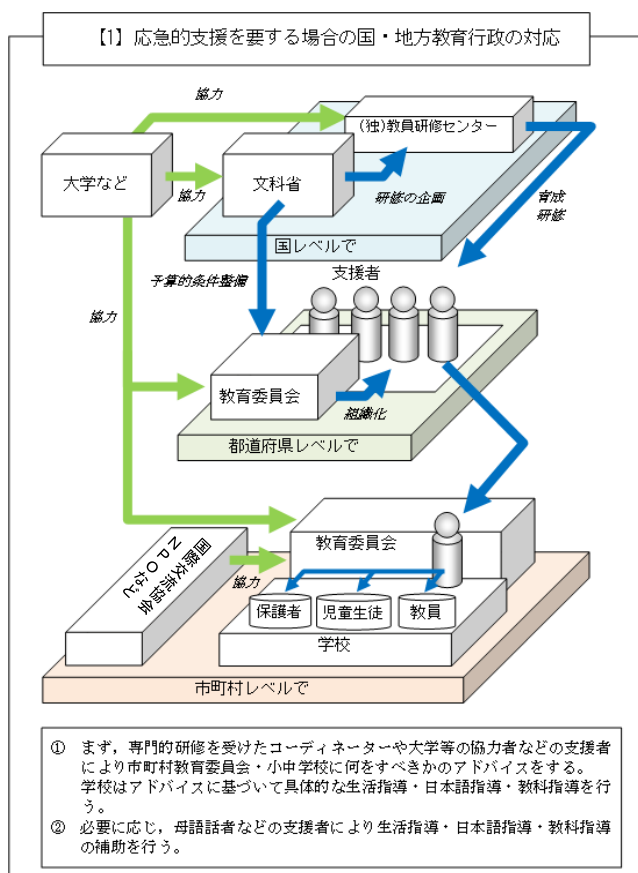 【1】応急的支援を要する場合の国・地方教育行政の対応
協力
(独)教員研修センター
大学など
協力
文科省
研修の企画
育成
研修
国レベルで
予算的条件整備
支援者
協力
教育委員会
組織化
都道府県レベルで
教育委員会
国際交流協会
NPOなど
協力
保護者
児童生徒
教員
学校
市町村レベルで
① まず，専門的研修を受けたコーディネーターや大学等の協力者などの支援者
により市町村教育委員会・小中学校に何をすべきかのアドバイスをする。
学校はアドバイスに基づいて具体的な生活指導・日本語指導・教科指導を行
う。
② 必要に応じ，母語話者などの支援者により生活指導・日本語指導・教科指導
の補助を行う。